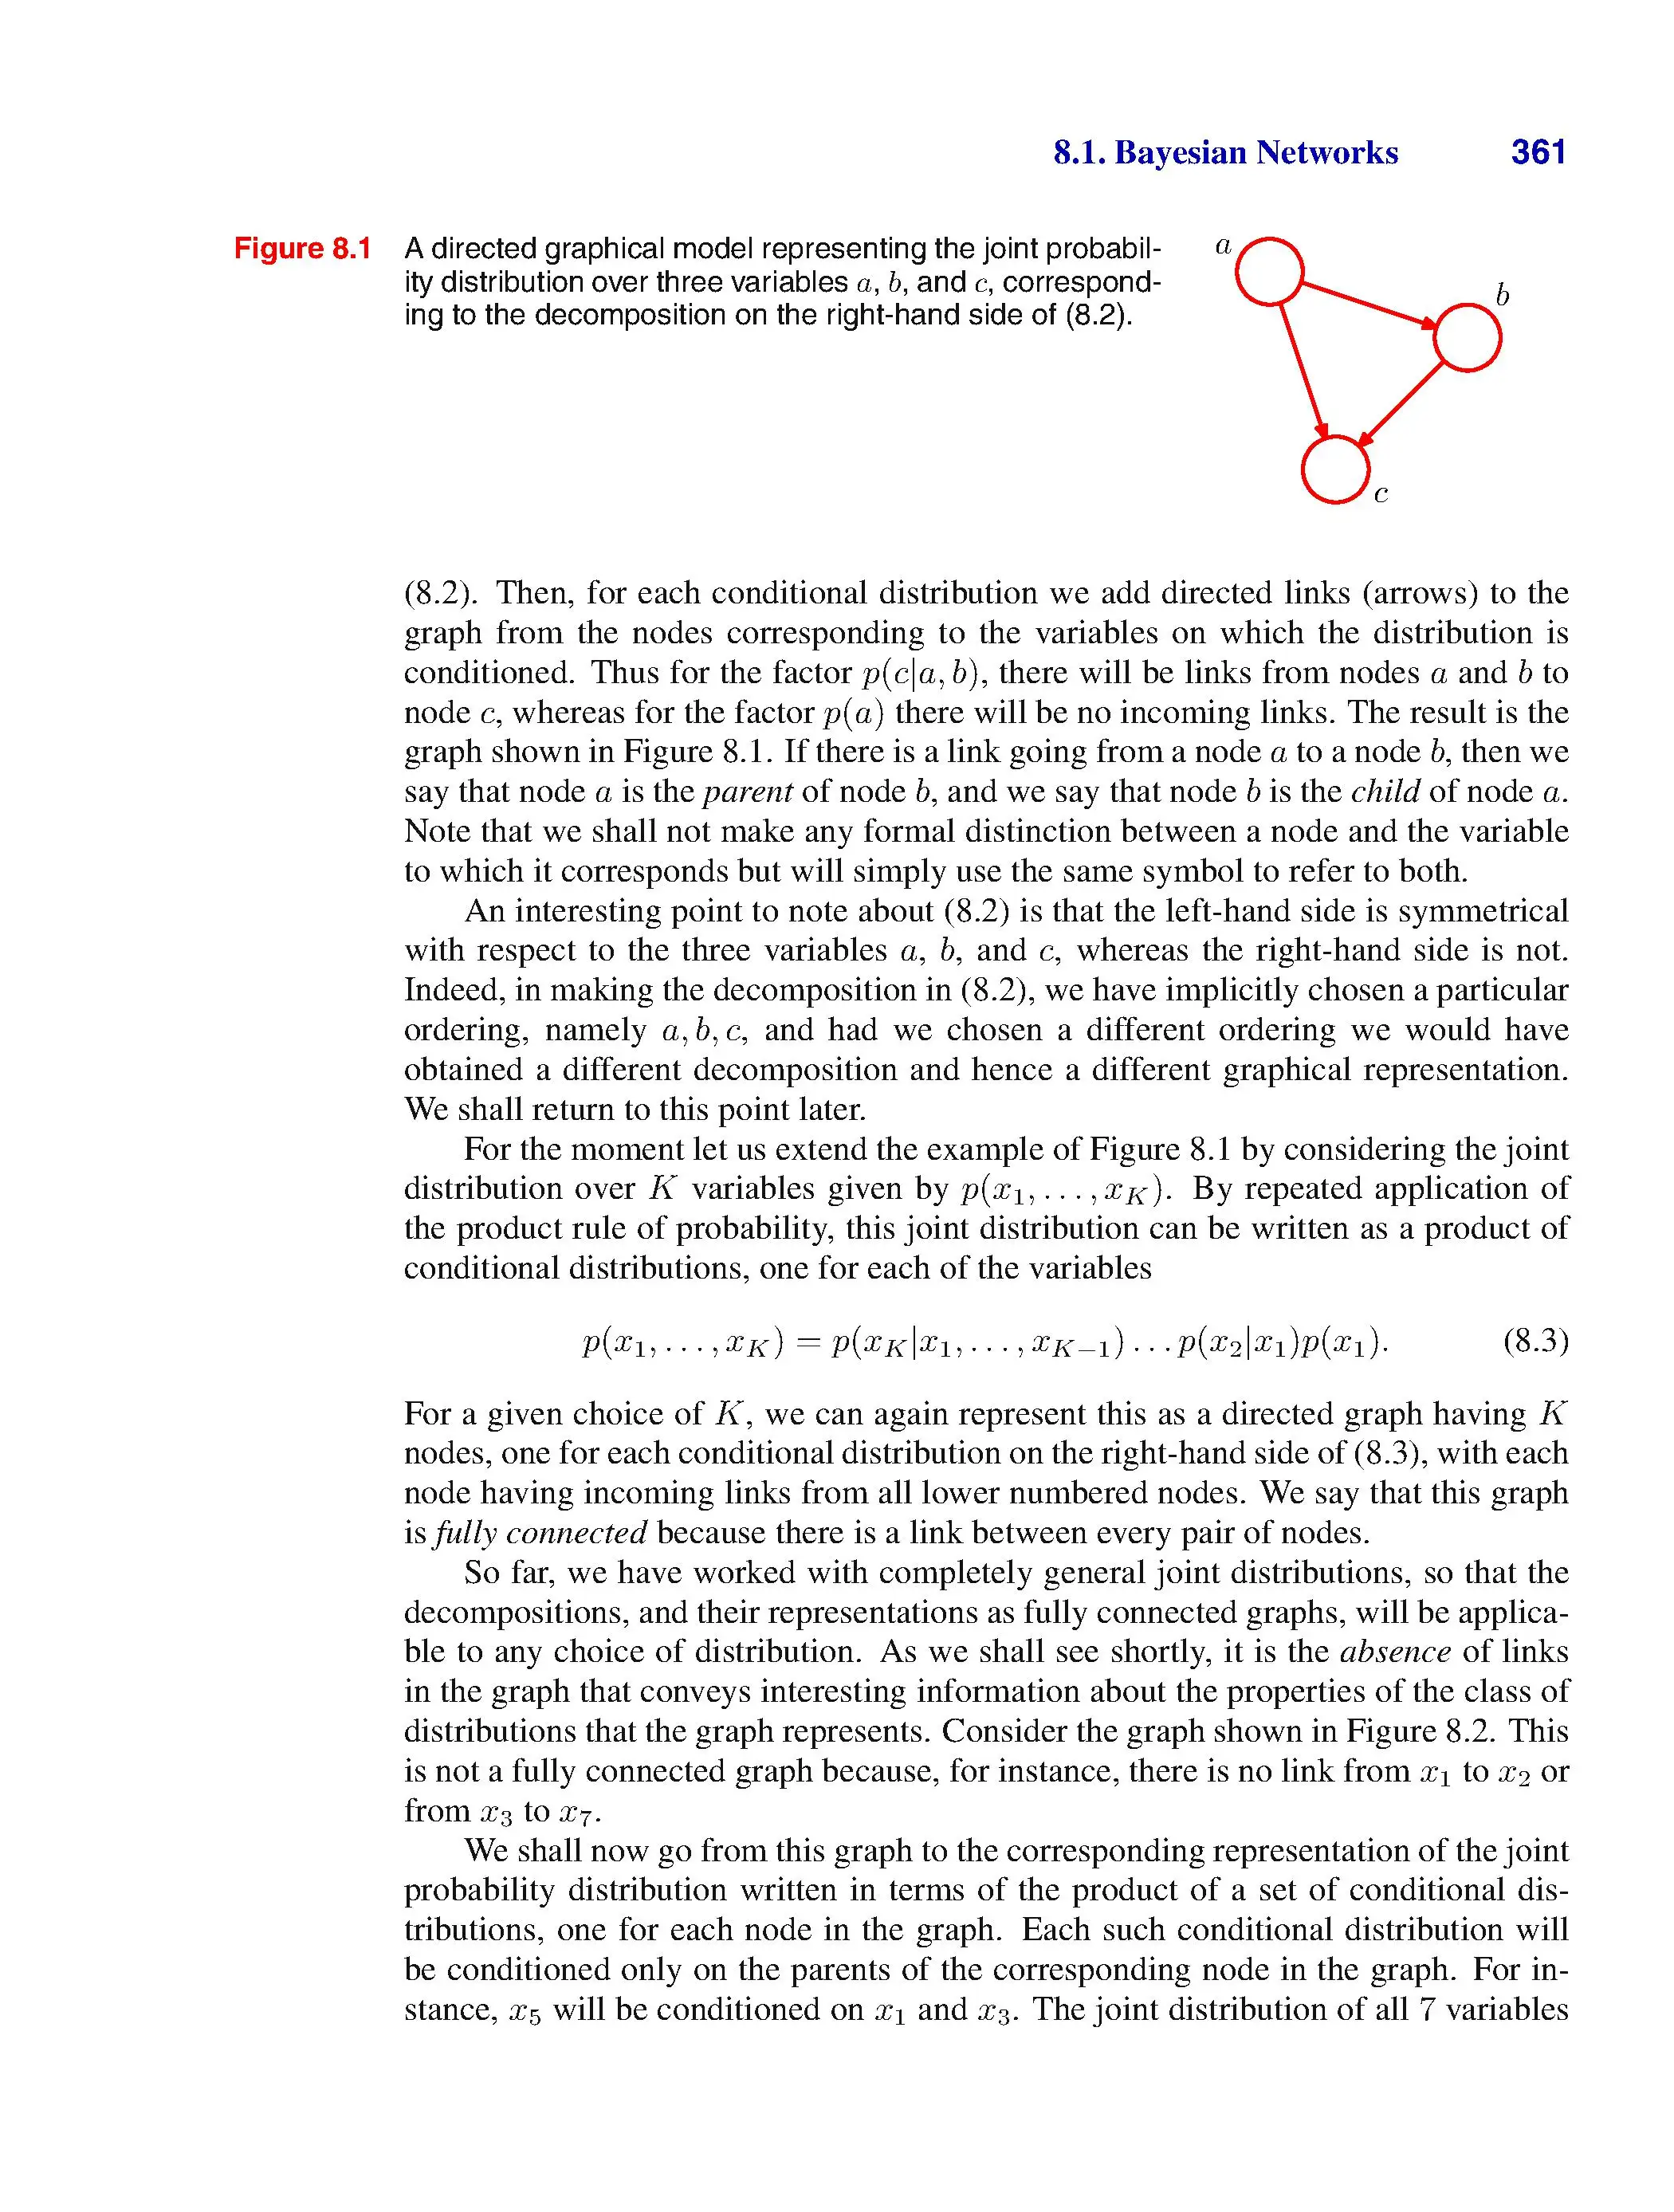 8.1. Bayesian Networks 361
Figure 8.1 A directed graphical model representing the joint probabil-
ity distribution over three variables a, b, and c, correspond-
ing to the decomposition on the right-hand side of (8.2).
a
b
c
(8.2). Then, for each conditional distribution we add directed links (arrows) to the
graph from the nodes corresponding to the variables on which the distribution is
conditioned. Thus for the factor p(c|a, b), there will be links from nodes a and b to
node c, whereas for the factor p(a) there will be no incoming links. The result is the
graph shown in Figure 8.1. If there is a link going from a node a to a node b, then we
say that node a is the parent of node b, and we say that node b is the child of node a.
Note that we shall not make any formal distinction between a node and the variable
to which it corresponds but will simply use the same symbol to refer to both.
An interesting point to note about (8.2) is that the left-hand side is symmetrical
with respect to the three variables a, b, and c, whereas the right-hand side is not.
Indeed, in making the decomposition in (8.2), we have implicitly chosen a particular
ordering, namely a, b, c, and had we chosen a different ordering we would have
obtained a different decomposition and hence a different graphical representation.
We shall return to this point later.
For the moment let us extend the example of Figure 8.1 by considering the joint
distribution over K variables given by p(x₁, . . . , x_K). By repeated application of
the product rule of probability, this joint distribution can be written as a product of
conditional distributions, one for each of the variables
p(x₁, . . . , x_K) = p(x_K|x₁, . . . , x_{K−1}) . . . p(x₂|x₁)p(x₁). (8.3)
For a given choice of K, we can again represent this as a directed graph having K
nodes, one for each conditional distribution on the right-hand side of (8.3), with each
node having incoming links from all lower numbered nodes. We say that this graph
is fully connected because there is a link between every pair of nodes.
So far, we have worked with completely general joint distributions, so that the
decompositions, and their representations as fully connected graphs, will be applica-
ble to any choice of distribution. As we shall see shortly, it is the absence of links
in the graph that conveys interesting information about the properties of the class of
distributions that the graph represents. Consider the graph shown in Figure 8.2. This
is not a fully connected graph because, for instance, there is no link from x₁ to x₂ or
from x₃ to x₇.
We shall now go from this graph to the corresponding representation of the joint
probability distribution written in terms of the product of a set of conditional dis-
tributions, one for each node in the graph. Each such conditional distribution will
be conditioned only on the parents of the corresponding node in the graph. For in-
stance, x₅ will be conditioned on x₁ and x₃. The joint distribution of all 7 variables